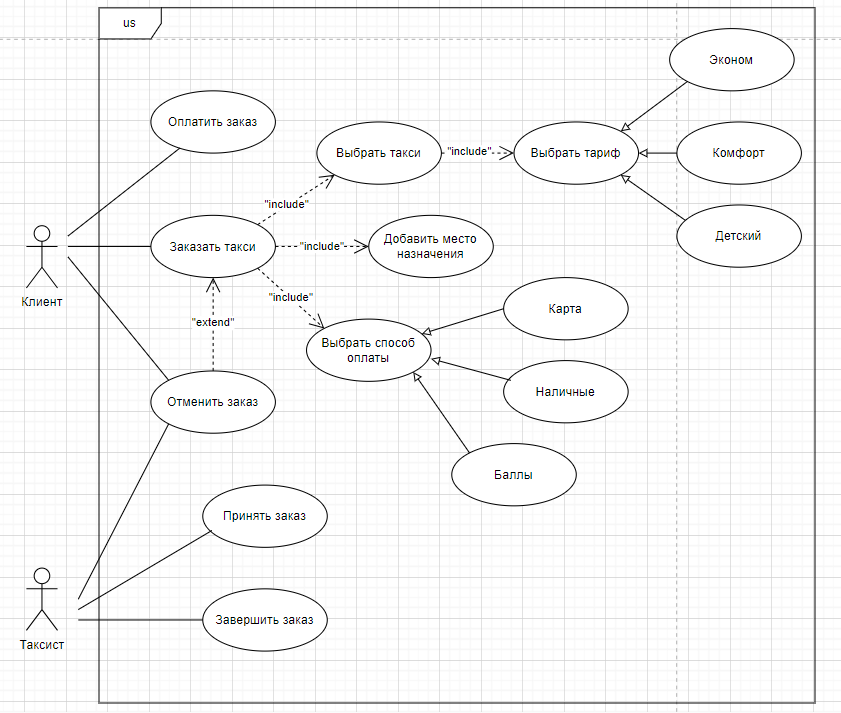 us
Эконом
Оплатить заказ
Выбрать такси
"include"
Выбрать тариф
Комфорт
"include"
Детский
Заказать такси
"include"
Добавить место
назначения
Клиент
"include"
Карта
"extend"
Выбрать способ
оплаты
Наличные
Отменить заказ
Баллы
Принять заказ
Завершить заказ
Таксист